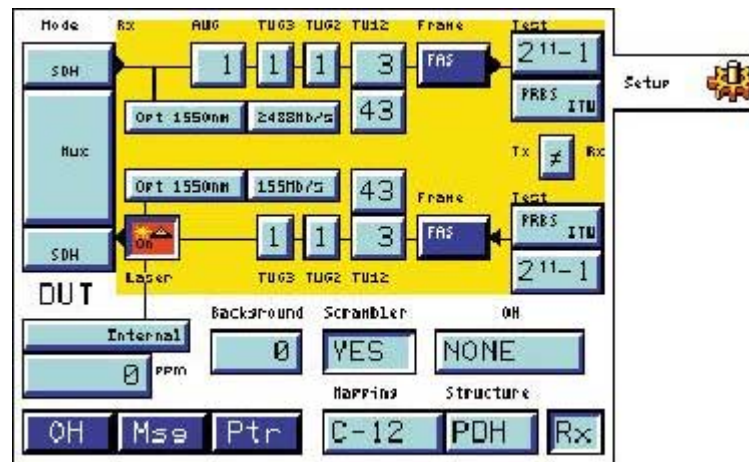 Mode Rx AUG TUG3 TUG2 TU12 Frame Test
SDH 1 1 1 3 FAS 2¹¹-1
Setup
Opt 1550nm 2488Mb/s 43 PRBS ITU
Mux Tx ≠ Rx
Opt 1550nm 155Mb/s 43 Frame Test
SDH On 1 1 3 FAS PRBS ITU
2¹¹-1
Laser TUG3 TUG2 TU12
DUT
Background Scrambler OH
Internal 0 YES NONE
0 PPM
Mapping Structure
OH Msg Ptr C-12 PDH Rx